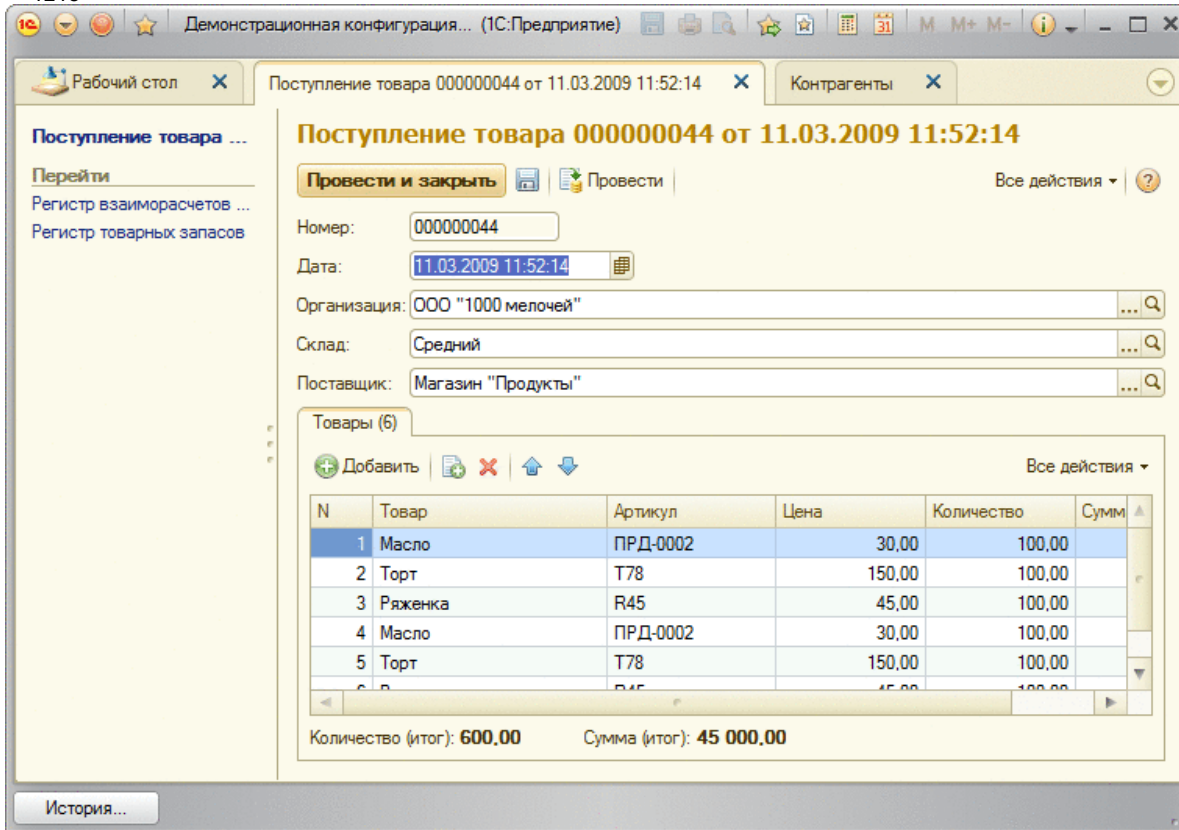 Демонстрационная конфигурация... (1С:Предприятие) 31 M M+ M-
Рабочий стол Поступление товара 000000044 от 11.03.2009 11:52:14 Контрагенты
Поступление товара ...
Перейти
Регистр взаиморасчетов ...
Регистр товарных запасов
Поступление товара 000000044 от 11.03.2009 11:52:14
Провести и закрыть Провести Все действия
Номер: 000000044
Дата: 11.03.2009 11:52:14
Организация: ООО "1000 мелочей" ...
Склад: Средний ...
Поставщик: Магазин "Продукты" ...
Товары (6)
Добавить Все действия
N Товар Артикул Цена Количество Сумм
1 Масло ПРД-0002 30,00 100,00
2 Торт T78 150,00 100,00
3 Ряженка R45 45,00 100,00
4 Масло ПРД-0002 30,00 100,00
5 Торт T78 150,00 100,00
Количество (итог): 600,00 Сумма (итог): 45 000,00
История...